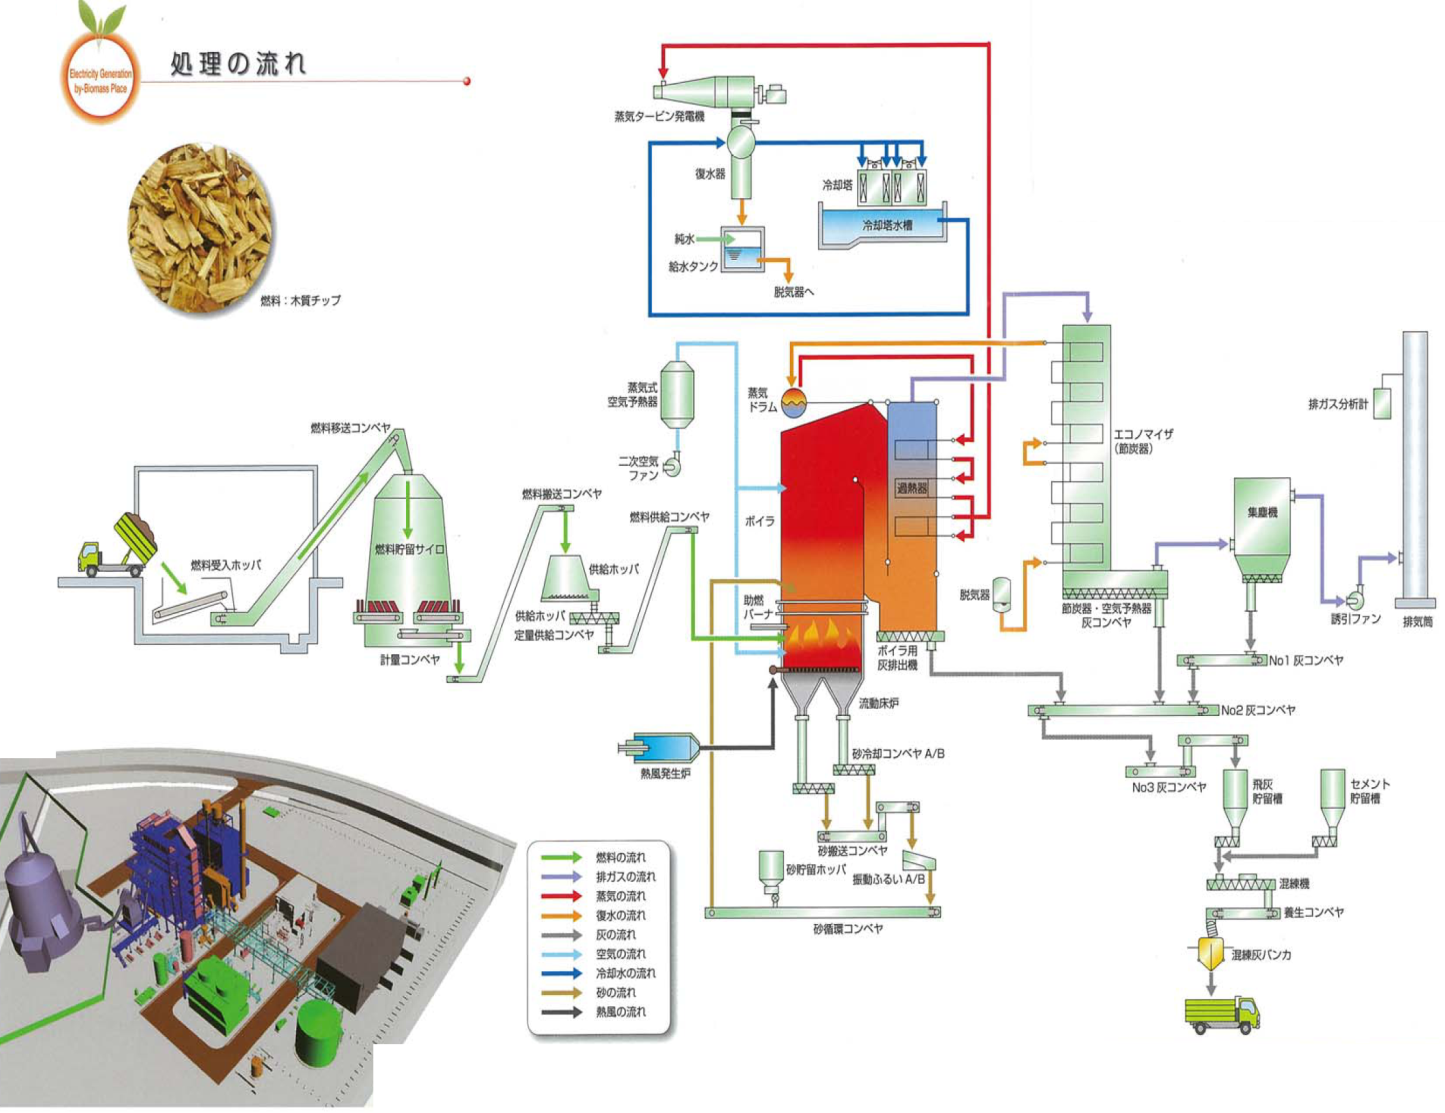 Electricity Generation
by-Biomass Place
処理の流れ
燃料：木質チップ
蒸気タービン発電機
復水器
冷却塔
冷却塔水槽
純水
給水タンク
脱気器へ
蒸気式
空気予熱器
二次空気
ファン
蒸気
ドラム
ボイラ
過熱器
エコノマイザ
(節炭器)
排ガス分析計
燃料移送コンベヤ
燃料受入ホッパ
燃料貯留サイロ
計量コンベヤ
燃料搬送コンベヤ
供給ホッパ
供給ホッパ
定量供給コンベヤ
燃料供給コンベヤ
助燃
バーナ
脱気器
節炭器・空気予熱器
灰コンベヤ
集塵機
誘引ファン
排気筒
ボイラ用
灰排出機
流動床炉
熱風発生炉
No1 灰コンベヤ
No2 灰コンベヤ
No3 灰コンベヤ
砂冷却コンベヤ A/B
砂搬送コンベヤ
砂貯留ホッパ
振動ふるい A/B
砂循環コンベヤ
飛灰
貯留槽
セメント
貯留槽
混練機
養生コンベヤ
混練灰バンカ
燃料の流れ
排ガスの流れ
蒸気の流れ
復水の流れ
灰の流れ
空気の流れ
冷却水の流れ
砂の流れ
熱風の流れ